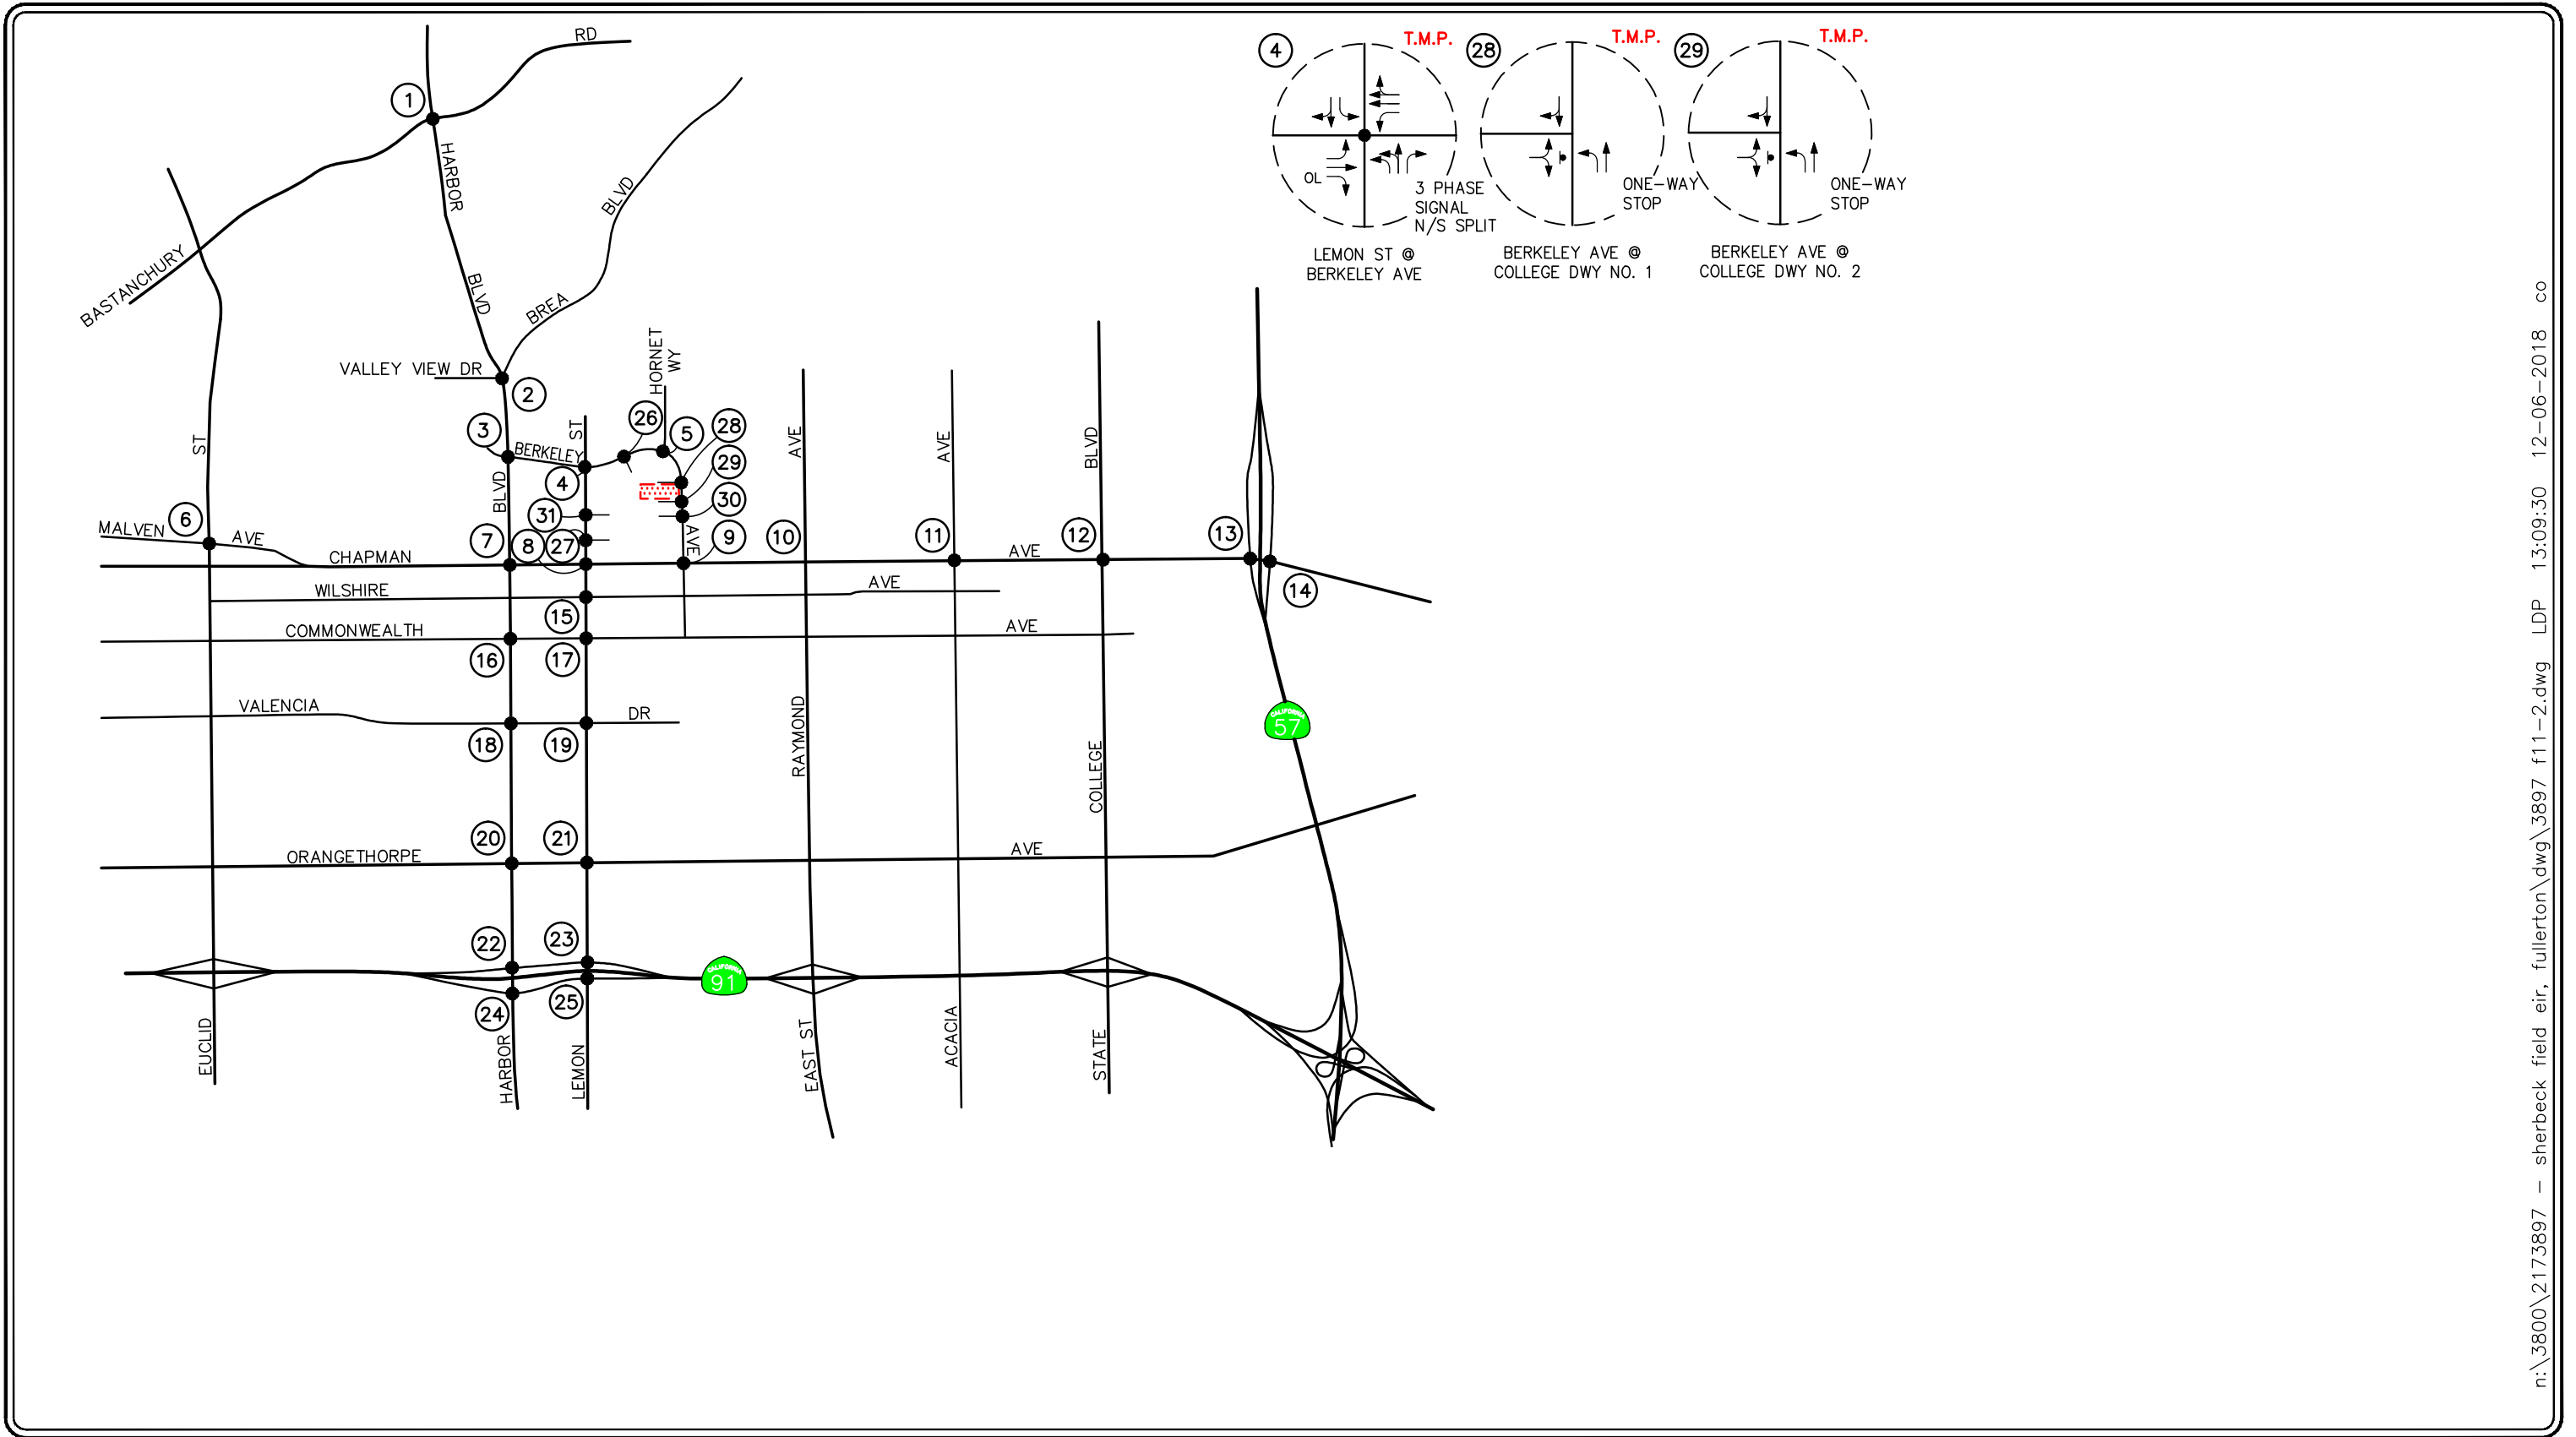 RD
1
HARBOR
BLVD
BLVD
BREA
BASTANCHURY
VALLEY VIEW DR
2
HORNET
WY
4
T.M.P.
OL
3 PHASE
SIGNAL
N/S SPLIT
LEMON ST @
BERKELEY AVE
28
T.M.P.
ONE-WAY
STOP
BERKELEY AVE @
COLLEGE DWY NO. 1
29
T.M.P.
ONE-WAY
STOP
BERKELEY AVE @
COLLEGE DWY NO. 2
ST
3
BERKELEY
ST
26
5
28
29
30
4
31
BLVD
AVE
AVE
AVE
BLVD
MALVEN
6
AVE
CHAPMAN
7
8
27
9
10
11
AVE
12
13
14
WILSHIRE
AVE
15
COMMONWEALTH
AVE
16
17
VALENCIA
DR
18
19
RAYMOND
COLLEGE
CALIFORNIA
57
20
21
ORANGETHORPE
AVE
22
23
24
25
CALIFORNIA
91
EUCLID
HARBOR
LEMON
EAST ST
ACACIA
STATE
n:\3800\2173897 - sherbeck field eir, fullerton\dwg\3897 f11-2.dwg LDP 13:09:30 12-06-2018 co